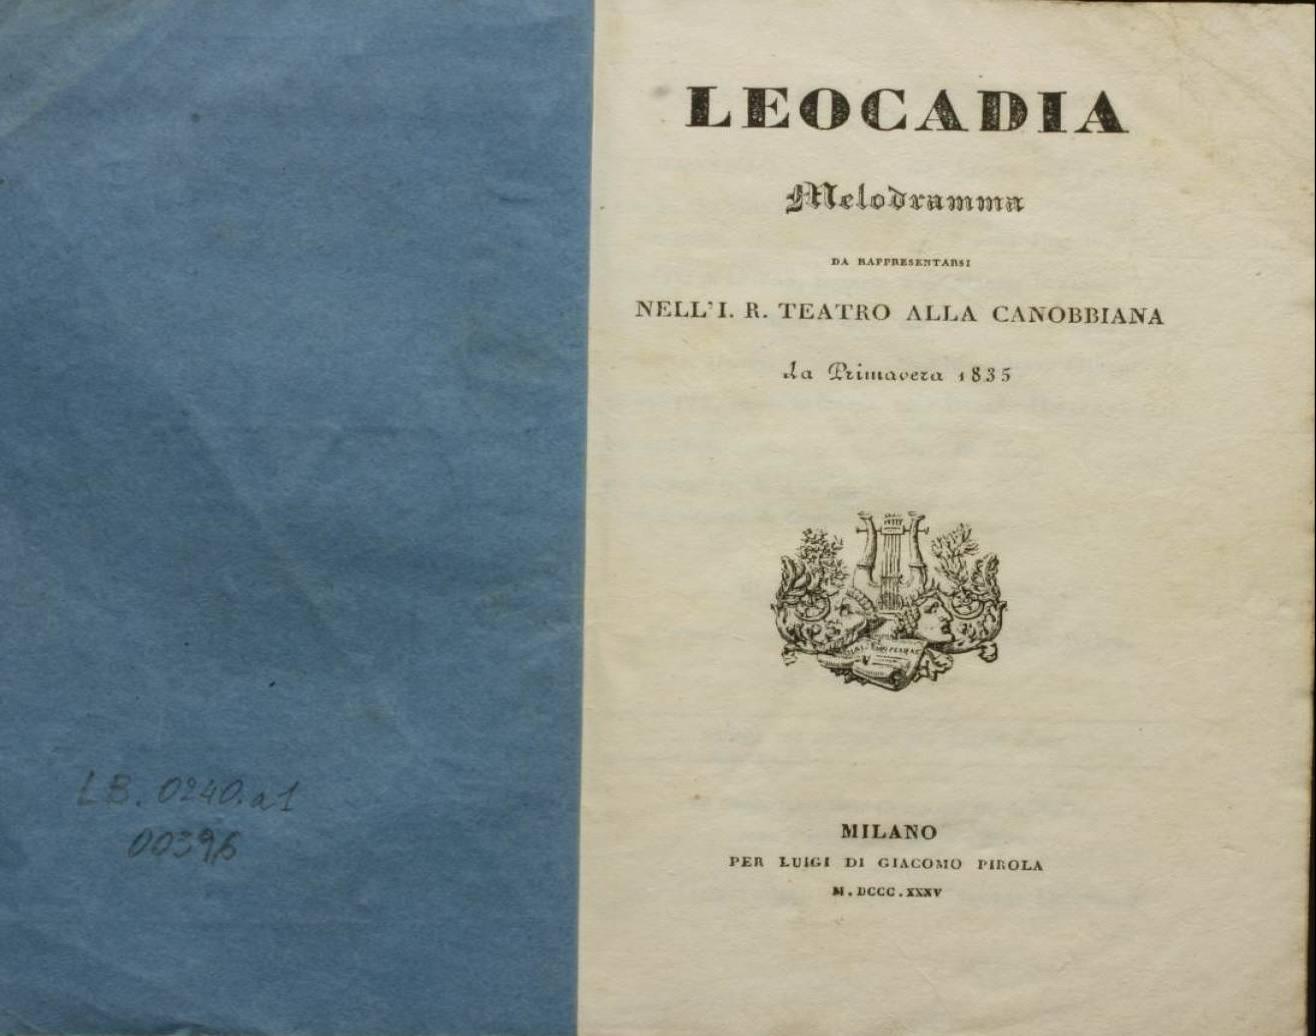 LB. 0240.a1
00396
LEOCADIA
Melodramma
DA RAPPRESENTARSI
NELL'I. R. TEATRO ALLA CANOBBIANA
La Primavera 1835
MILANO
PER LUIGI DI GIACOMO PIROLA
M.DCCC.XXXV